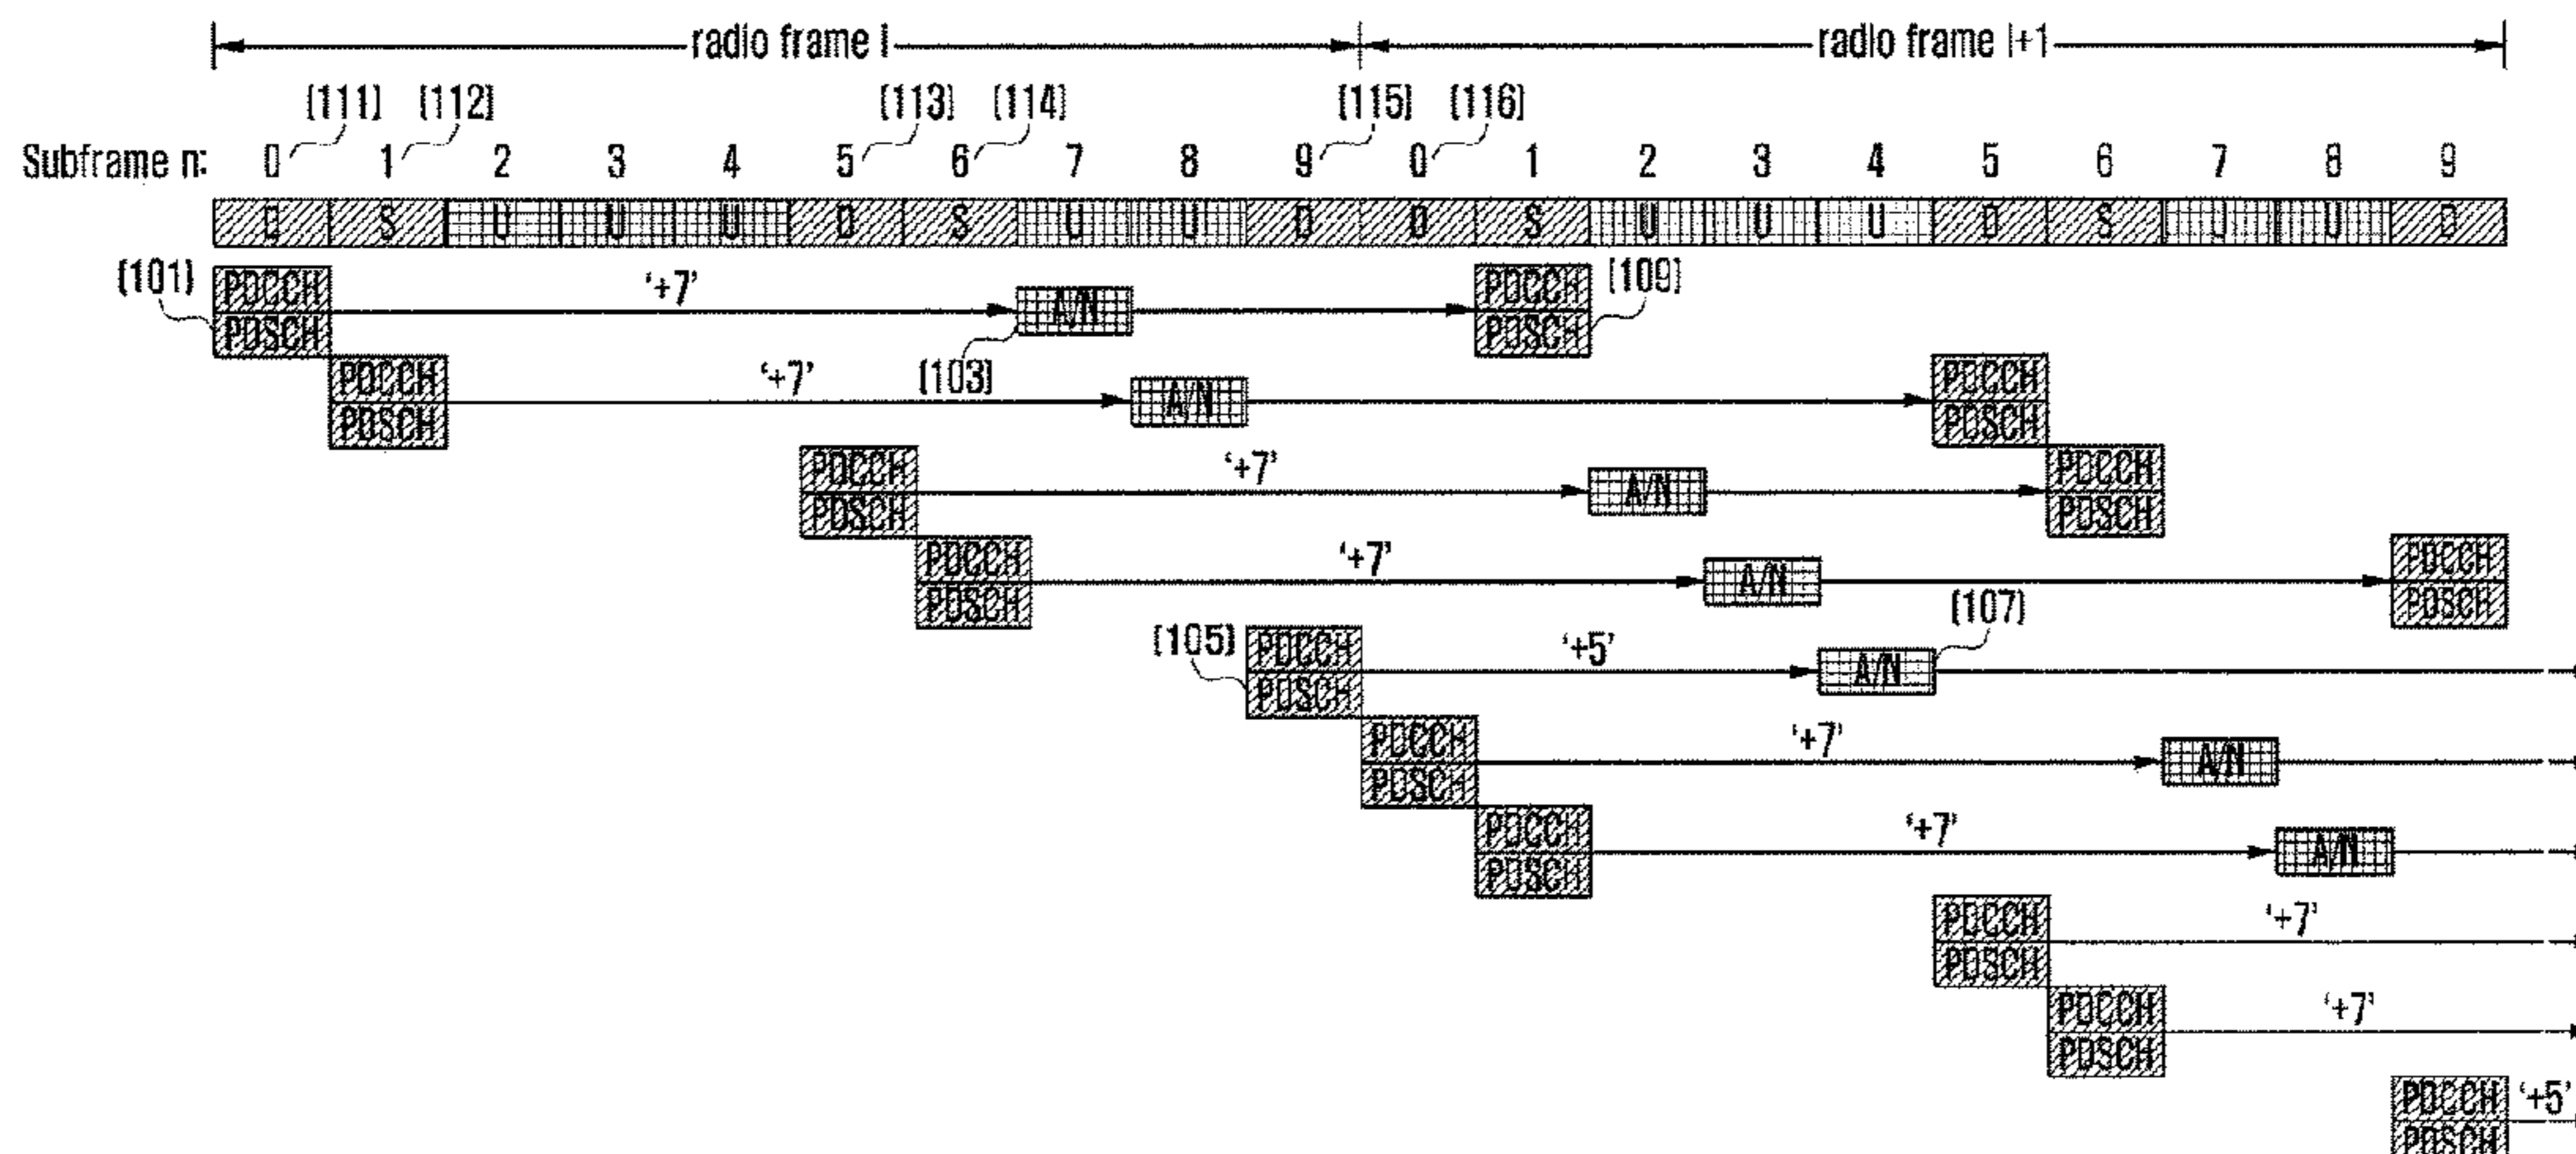 radio frame i radio frame i+1
(111) (112) (113) (114) (115) (116)
Subframe n: 0 1 2 3 4 5 6 7 8 9 0 1 2 3 4 5 6 7 8 9
D S U U U D S U U D D S U U U D S U U D
(101) PDCCH '+7' A/N PDCCH (109)
PDSCH PDSCH
(103)
PDCCH '+7' A/N PDCCH
PDSCH PDSCH
PDCCH '+7' A/N PDCCH
PDSCH PDSCH
PDCCH '+7' A/N PDCCH
PDSCH PDSCH
(105) PDCCH '+5' A/N (107)
PDSCH
PDCCH '+7' A/N
PDSCH
PDCCH '+7' A/N
PDSCH
PDCCH '+7'
PDSCH
PDCCH '+7'
PDSCH
PDCCH '+5'
PDSCH